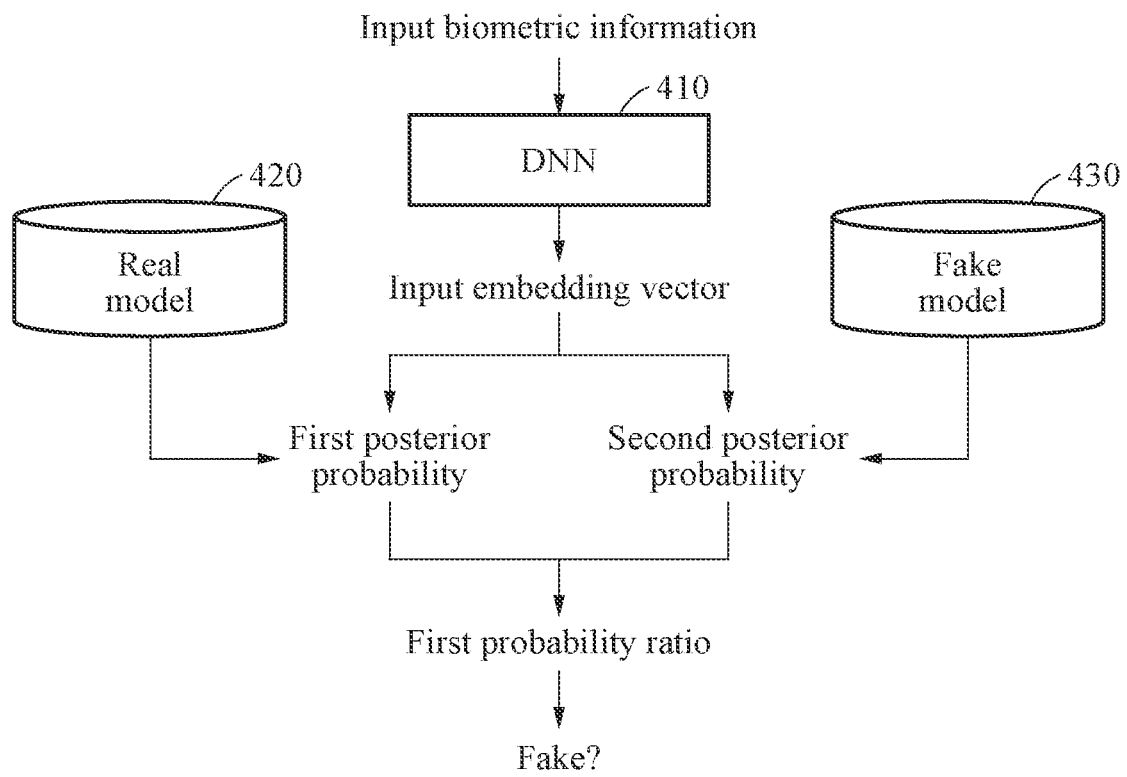 Input biometric information
410
DNN
420
430
Real
model
Fake
model
Input embedding vector
First posterior
probability
Second posterior
probability
First probability ratio
Fake?